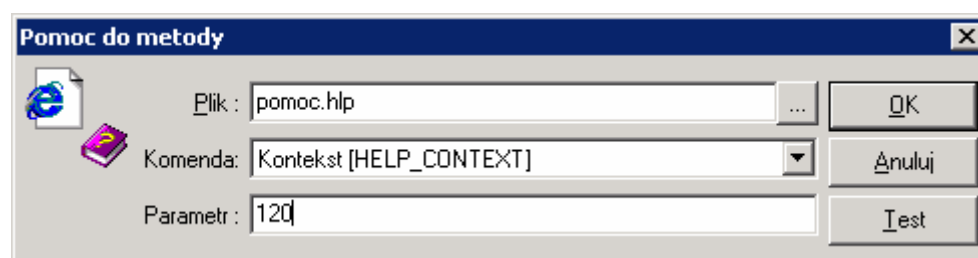 Pomoc do metody
Plik : pomoc.hlp ... OK
Komenda: Kontekst [HELP_CONTEXT] Anuluj
Parametr : 120 Test